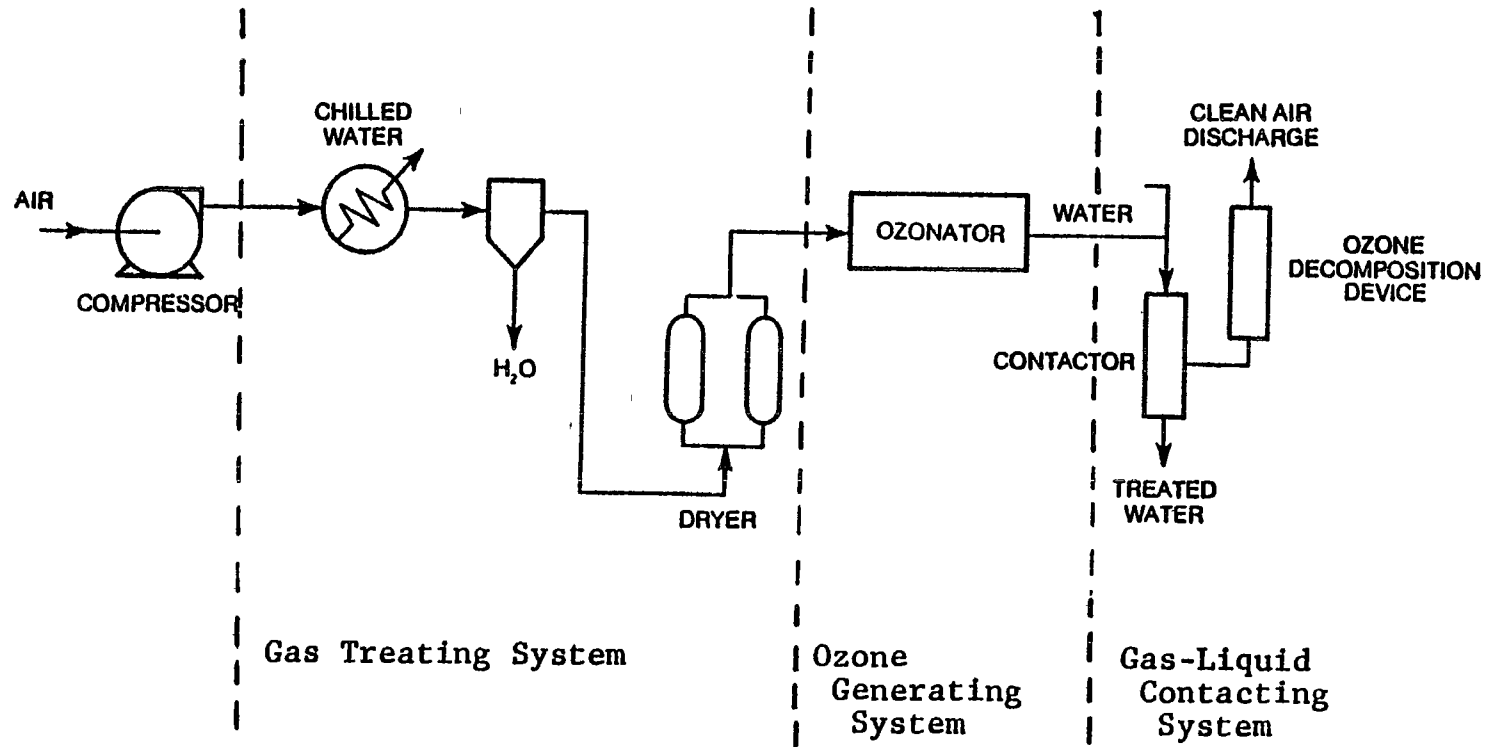 AIR
COMPRESSOR
CHILLED
WATER
H₂O
DRYER
OZONATOR
WATER
CLEAN AIR
DISCHARGE
OZONE
DECOMPOSITION
DEVICE
CONTACTOR
TREATED
WATER
Gas Treating System
Ozone
Generating
System
Gas-Liquid
Contacting
System